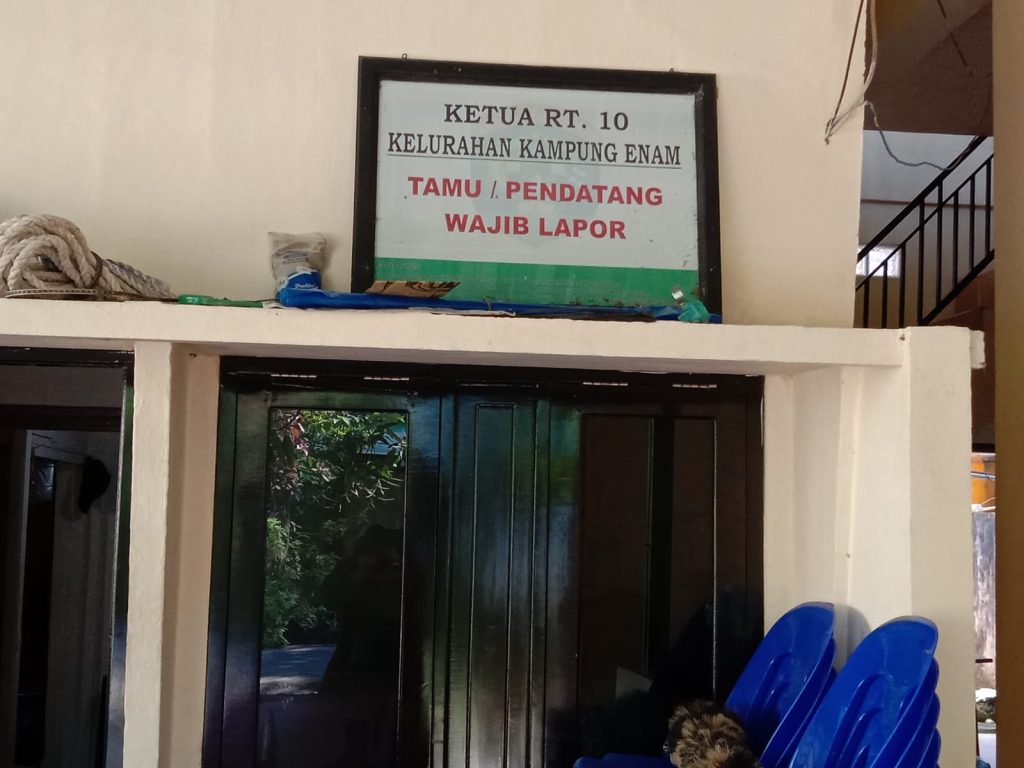 KETUA RT. 10
KELURAHAN KAMPUNG ENAM
TAMU / PENDATANG
WAJIB LAPOR